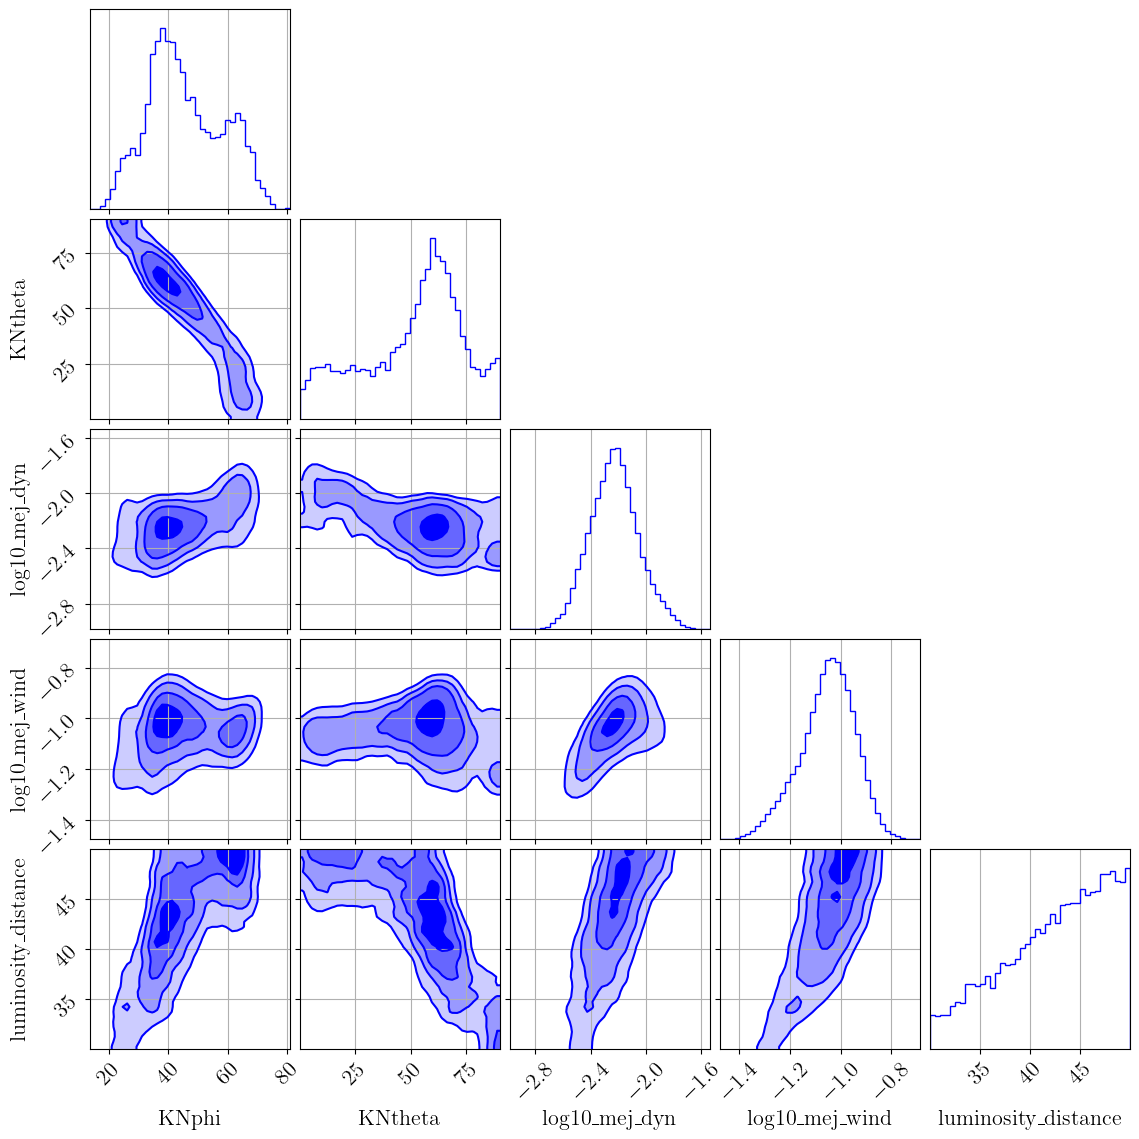 KNtheta
75
50
25
log10_mej_dyn
−1.6
−2.0
−2.4
−2.8
log10_mej_wind
−0.8
−1.0
−1.2
−1.4
luminosity_distance
45
40
35
20 40 60 80
25 50 75
−2.8 −2.4 −2.0 −1.6
−1.4 −1.2 −1.0 −0.8
35 40 45
KNphi KNtheta log10_mej_dyn log10_mej_wind luminosity_distance